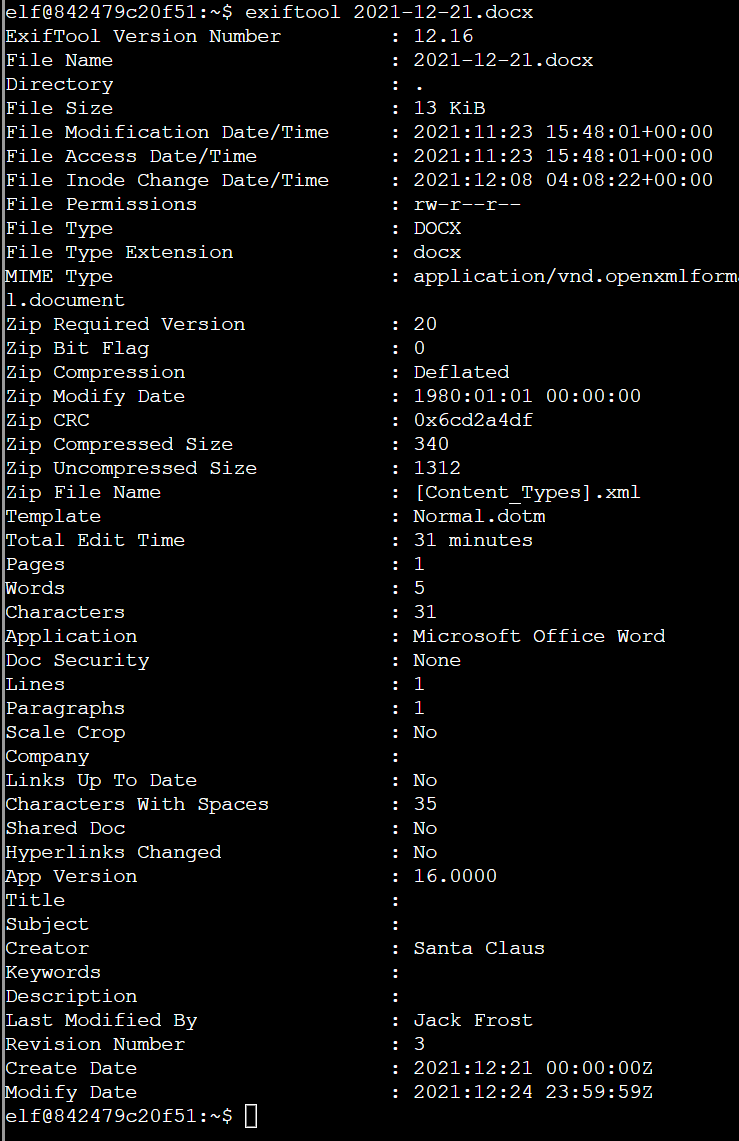 elf@842479c20f51:~$ exiftool 2021-12-21.docx
ExifTool Version Number         : 12.16
File Name                       : 2021-12-21.docx
Directory                       : .
File Size                       : 13 KiB
File Modification Date/Time     : 2021:11:23 15:48:01+00:00
File Access Date/Time           : 2021:11:23 15:48:01+00:00
File Inode Change Date/Time     : 2021:12:08 04:08:22+00:00
File Permissions                : rw-r--r--
File Type                       : DOCX
File Type Extension             : docx
MIME Type                       : application/vnd.openxmlforma
l.document
Zip Required Version            : 20
Zip Bit Flag                    : 0
Zip Compression                 : Deflated
Zip Modify Date                 : 1980:01:01 00:00:00
Zip CRC                         : 0x6cd2a4df
Zip Compressed Size             : 340
Zip Uncompressed Size           : 1312
Zip File Name                   : [Content_Types].xml
Template                        : Normal.dotm
Total Edit Time                 : 31 minutes
Pages                           : 1
Words                           : 5
Characters                      : 31
Application                     : Microsoft Office Word
Doc Security                    : None
Lines                           : 1
Paragraphs                      : 1
Scale Crop                      : No
Company                         :
Links Up To Date                : No
Characters With Spaces          : 35
Shared Doc                      : No
Hyperlinks Changed              : No
App Version                     : 16.0000
Title                           :
Subject                         :
Creator                         : Santa Claus
Keywords                        :
Description                     :
Last Modified By                : Jack Frost
Revision Number                 : 3
Create Date                     : 2021:12:21 00:00:00Z
Modify Date                     : 2021:12:24 23:59:59Z
elf@842479c20f51:~$